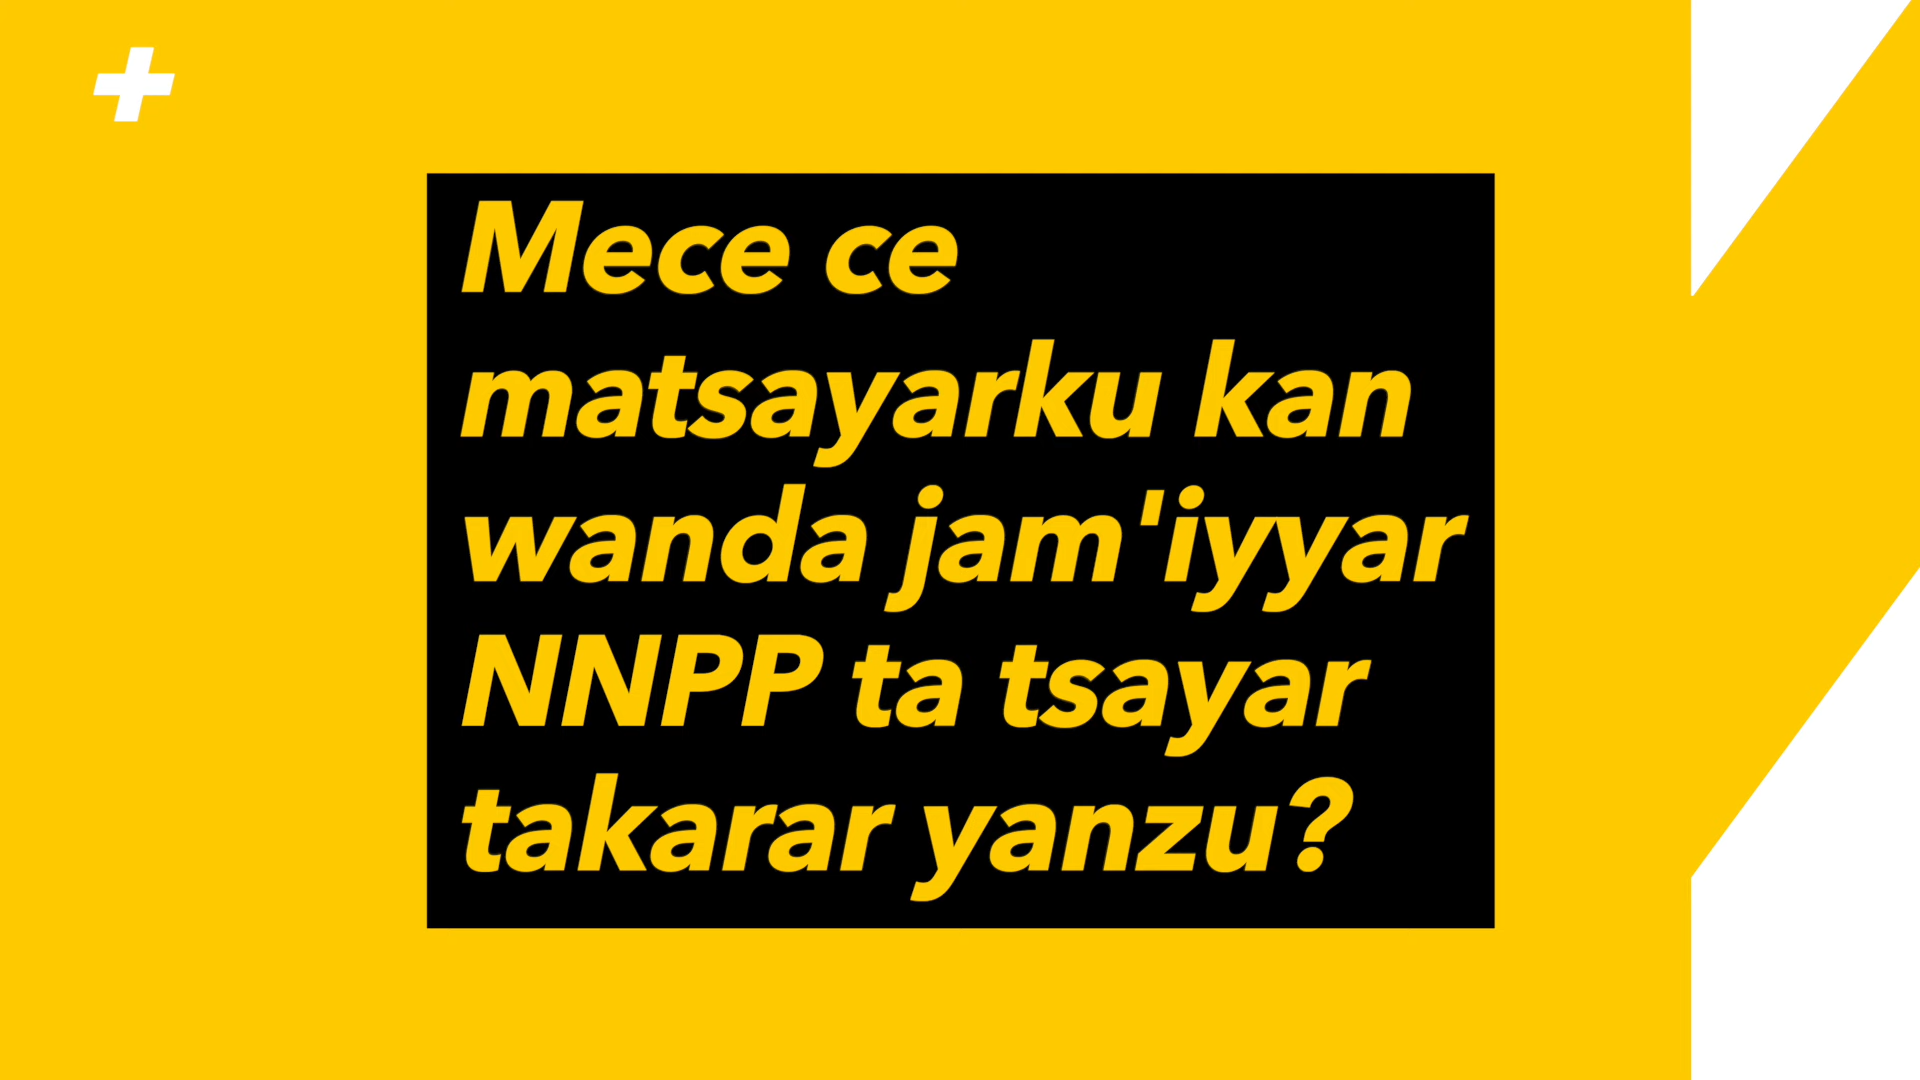 Mece ce
matsayarku kan
wanda jam'iyyar
NNPP ta tsayar
takarar yanzu?